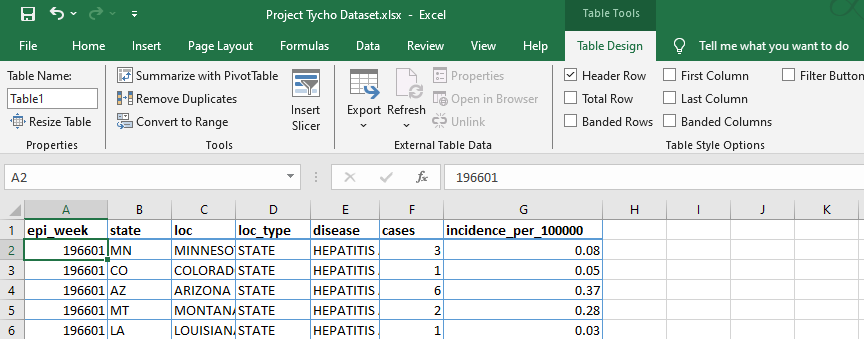 Project Tycho Dataset.xlsx - Excel
Table Tools
File Home Insert Page Layout Formulas Data Review View Help Table Design Tell me what you want to do
Table Name:
Table1
Resize Table
Properties
Summarize with PivotTable
Remove Duplicates
Convert to Range
Insert
Slicer
Tools
Export
Refresh
Properties
Open in Browser
Unlink
External Table Data
Header Row First Column Filter Button
Total Row Last Column
Banded Rows Banded Columns
Table Style Options
A2 fx 196601
A B C D E F G H I J K
1 epi_week state loc loc_type disease cases incidence_per_100000
2 196601 MN MINNESO STATE HEPATITIS 3 0.08
3 196601 CO COLORAD STATE HEPATITIS 1 0.05
4 196601 AZ ARIZONA STATE HEPATITIS 6 0.37
5 196601 MT MONTAN STATE HEPATITIS 2 0.28
6 196601 LA LOUISIAN STATE HEPATITIS 1 0.03